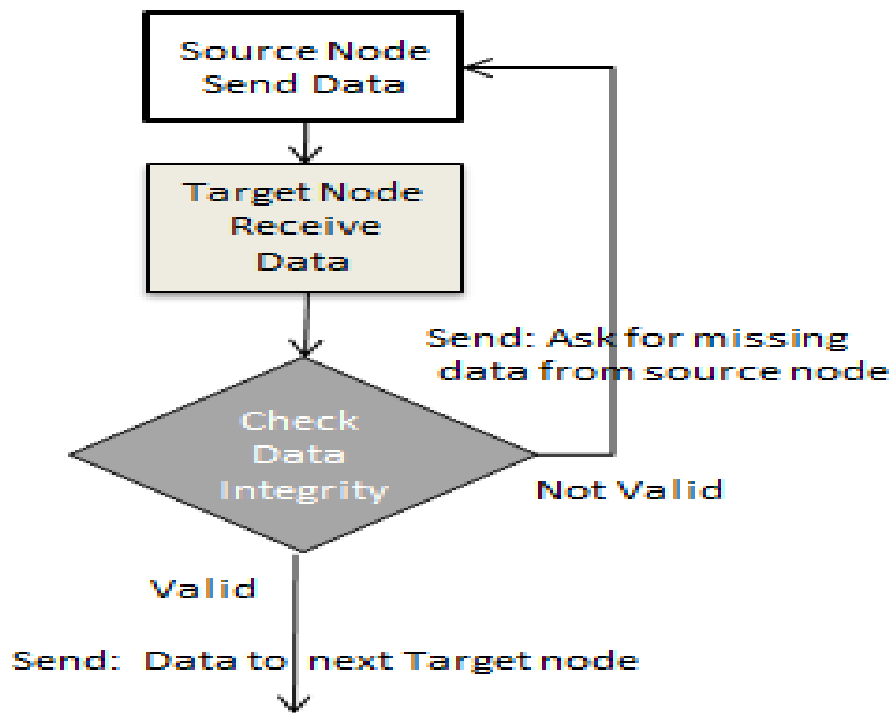 Source Node
Send Data
Target Node
Receive
Data
Send: Ask for missing
data from source node
Check
Data
Integrity
Not Valid
Valid
Send: Data to next Target node